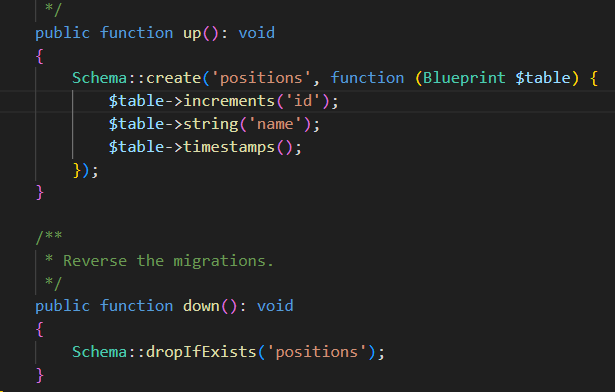 */
public function up(): void
{
Schema::create('positions', function (Blueprint $table) {
$table->increments('id');
$table->string('name');
$table->timestamps();
});
}
/**
* Reverse the migrations.
*/
public function down(): void
{
Schema::dropIfExists('positions');
}